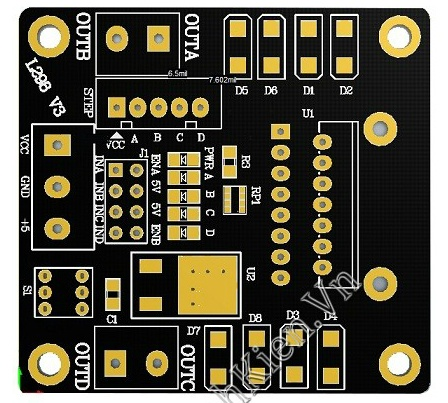 OUTB
OUTA
D5
D6
D1
D2
L298 V3
6.5mil
7.602mil
STEP
VCC
A
B
C
D
U1
VCC
GND
+5
J1
INA
INB
INC
IND
ENA
5V
5V
ENB
PWR
A
B
C
D
R3
RP1
S1
C1
U2
OUTD
OUTC
D7
D8
D3
D4
hKien.Vn